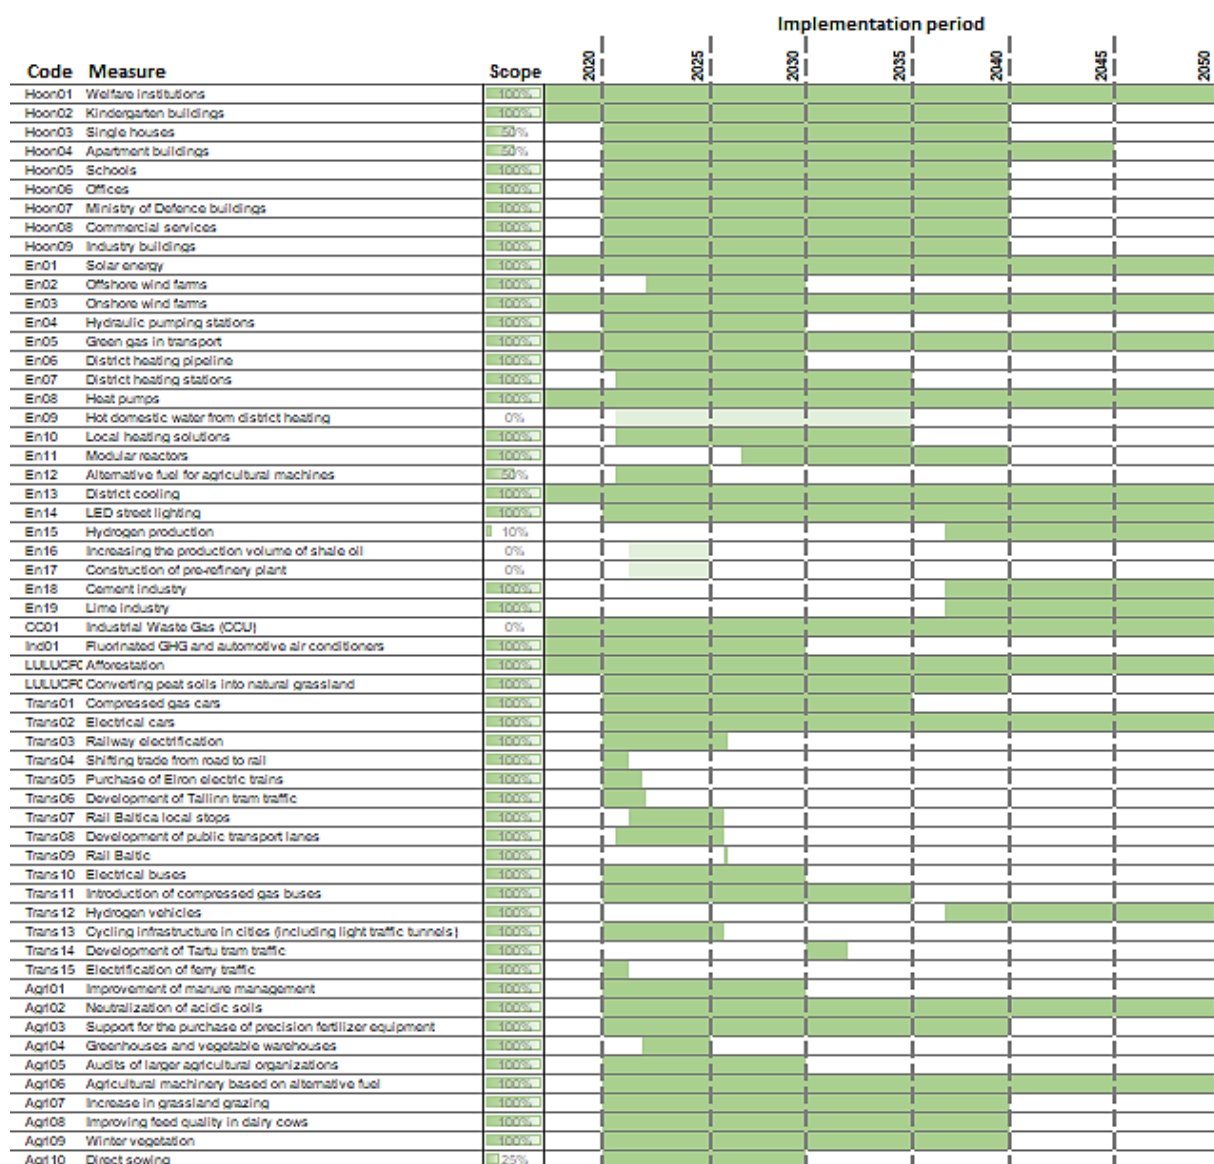 Implementation period
Code Measure Scope 2020 2025 2030 2035 2040 2045 2050
Hoon01 Welfare institutions 100%
Hoon02 Kindergarten buildings 100%
Hoon03 Single houses 50%
Hoon04 Apartment buildings 50%
Hoon05 Schools 100%
Hoon06 Offices 100%
Hoon07 Ministry of Defence buildings 100%
Hoon08 Commercial services 100%
Hoon09 Industry buildings 100%
En01 Solar energy 100%
En02 Offshore wind farms 100%
En03 Onshore wind farms 100%
En04 Hydraulic pumping stations 100%
En05 Green gas in transport 100%
En06 District heating pipeline 100%
En07 District heating stations 100%
En08 Heat pumps 100%
En09 Hot domestic water from district heating 0%
En10 Local heating solutions 100%
En11 Modular reactors 100%
En12 Alternative fuel for agricultural machines 50%
En13 District cooling 100%
En14 LED street lighting 100%
En15 Hydrogen production 10%
En16 Increasing the production volume of shale oil 0%
En17 Construction of pre-refinery plant 0%
En18 Cement industry 100%
En19 Lime industry 100%
CC01 Industrial Waste Gas (CCU) 0%
Ind01 Fluorinated GHG and automotive air conditioners 100%
LULUCFC Afforestation 100%
LULUCFC Converting peat soils into natural grassland 100%
Trans01 Compressed gas cars 100%
Trans02 Electrical cars 100%
Trans03 Railway electrification 100%
Trans04 Shifting trade from road to rail 100%
Trans05 Purchase of Elron electric trains 100%
Trans06 Development of Tallinn tram traffic 100%
Trans07 Rail Baltica local stops 100%
Trans08 Development of public transport lanes 100%
Trans09 Rail Baltic 100%
Trans10 Electrical buses 100%
Trans11 Introduction of compressed gas buses 100%
Trans12 Hydrogen vehicles 100%
Trans13 Cycling infrastructure in cities (including light traffic tunnels) 100%
Trans14 Development of Tartu tram traffic 100%
Trans15 Electrification of ferry traffic 100%
Agri01 Improvement of manure management 100%
Agri02 Neutralization of acidic soils 100%
Agri03 Support for the purchase of precision fertilizer equipment 100%
Agri04 Greenhouses and vegetable warehouses 100%
Agri05 Audits of larger agricultural organizations 100%
Agri06 Agricultural machinery based on alternative fuel 100%
Agri07 Increase in grassland grazing 100%
Agri08 Improving feed quality in dairy cows 100%
Agri09 Winter vegetation 100%
Agri10 Direct sowing 25%